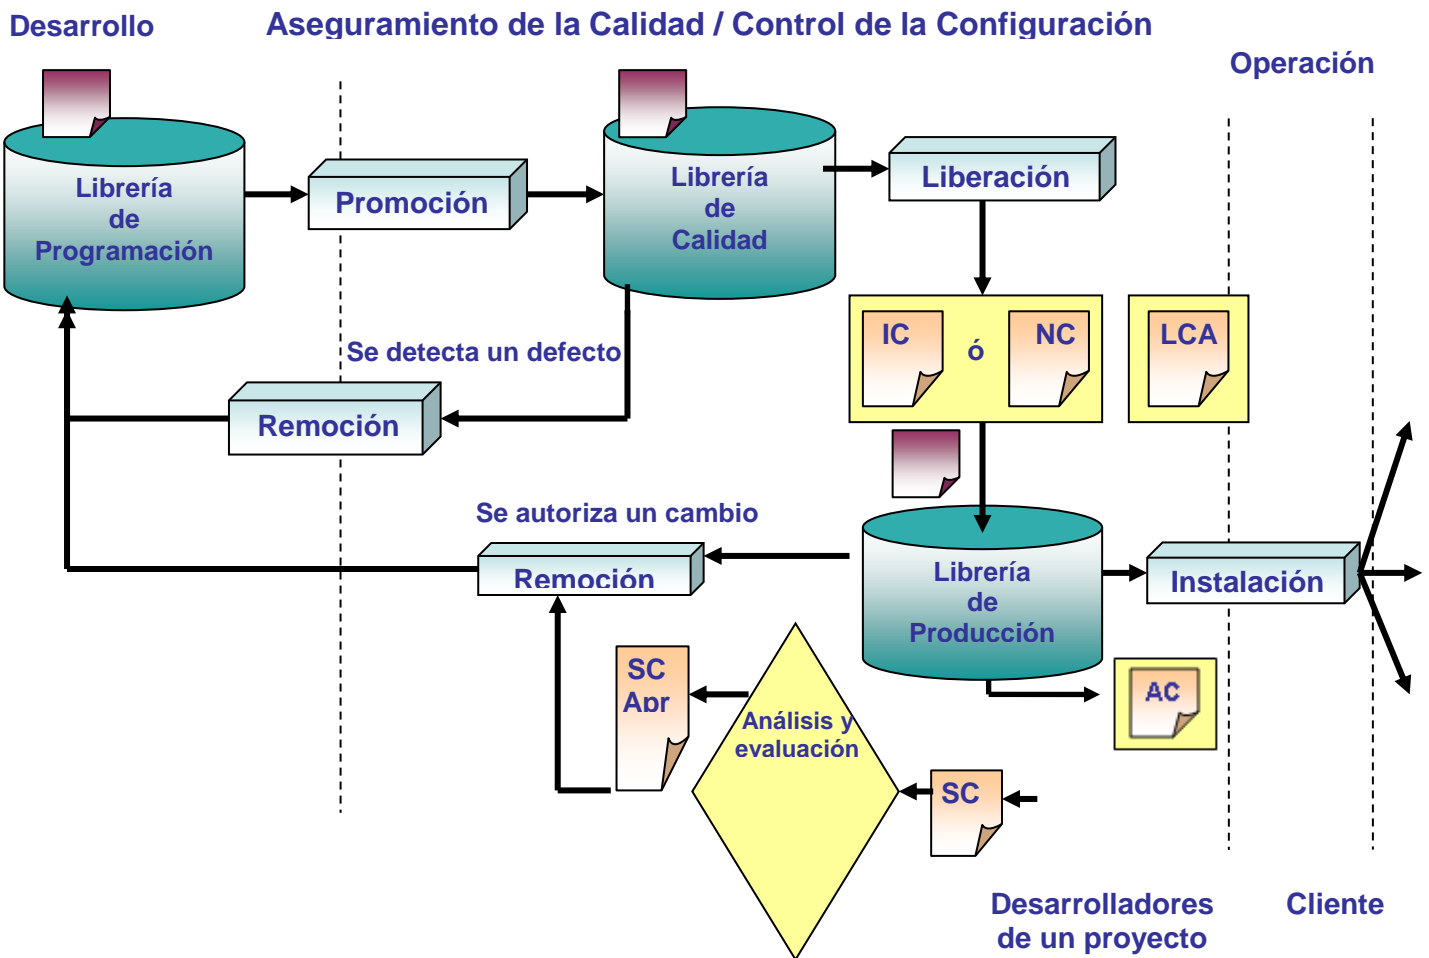 Desarrollo
Aseguramiento de la Calidad / Control de la Configuración
Operación
Librería
de
Programación
Promoción
Librería
de
Calidad
Liberación
IC
ó
NC
LCA
Se detecta un defecto
Remoción
Se autoriza un cambio
Remoción
Librería
de
Producción
Instalación
SC
Apr
Análisis y
evaluación
AC
SC
Desarrolladores
de un proyecto
Cliente